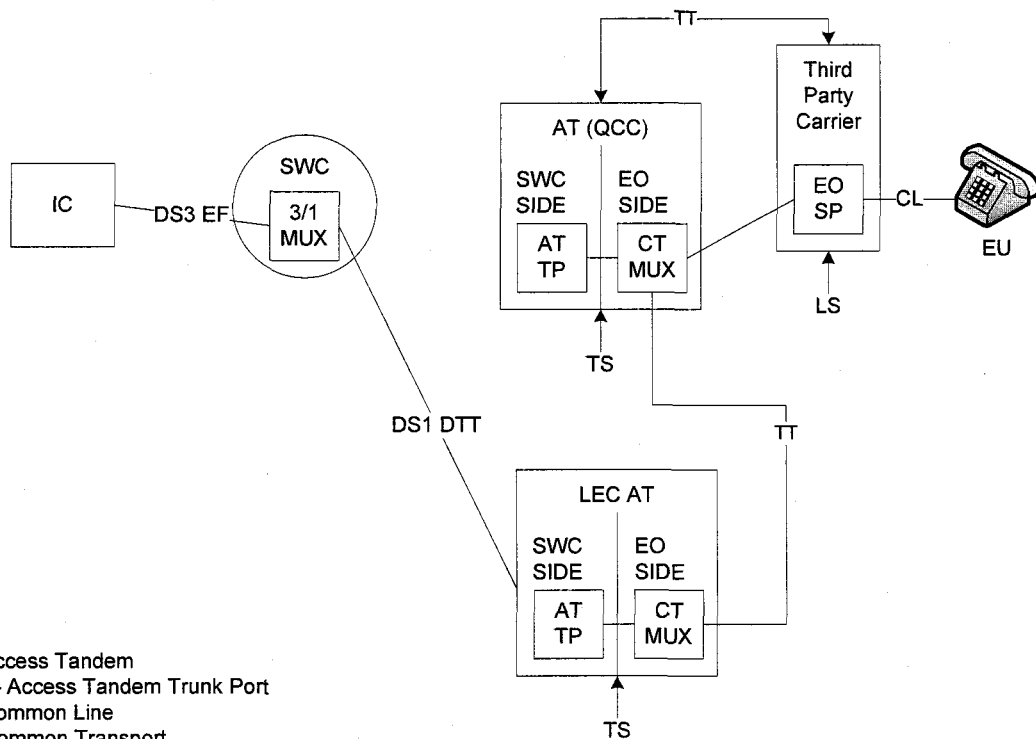 TT
Third
Party
Carrier
AT (QCC)
SWC
SWC
SIDE
EO
SIDE
IC
DS3 EF
3/1
MUX
EO
SP
CL
AT
TP
CT
MUX
EU
LS
TS
DS1 DTT
TT
LEC AT
SWC
SIDE
EO
SIDE
AT
TP
CT
MUX
ccess Tandem
- Access Tandem Trunk Port
ommon Line
ommon Transport
TS